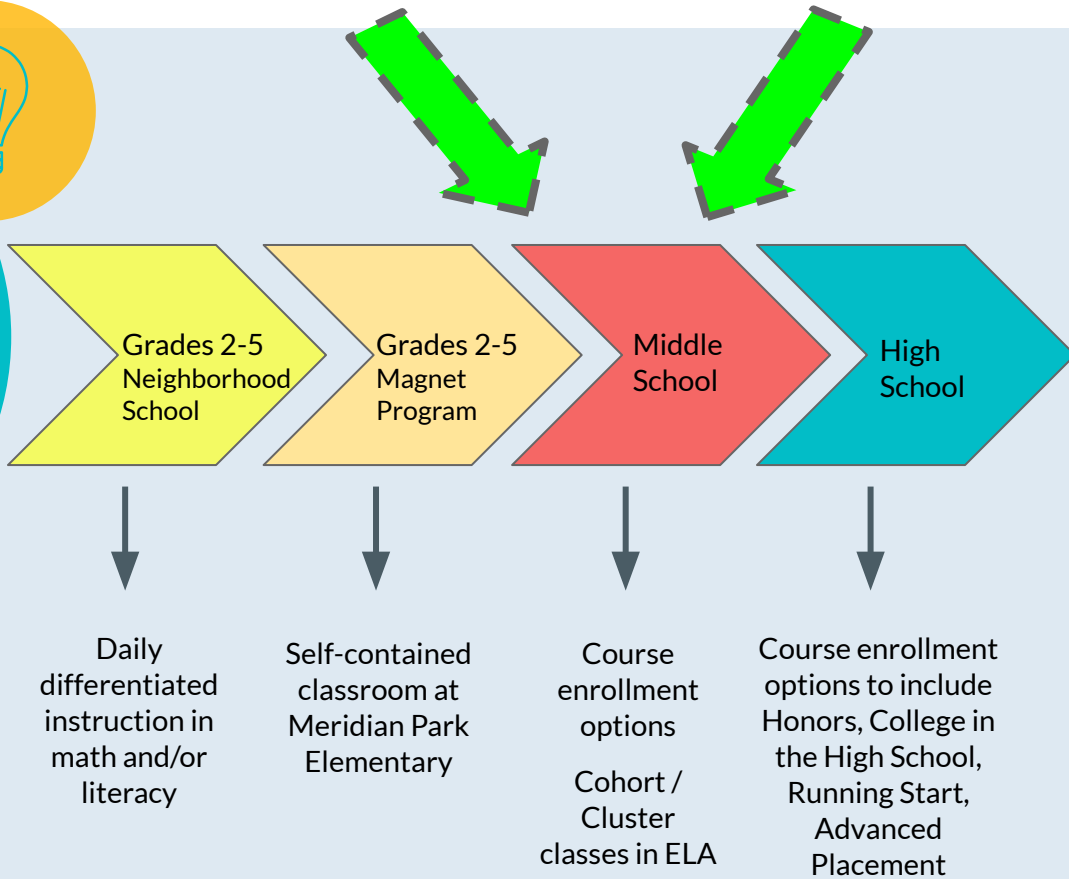 Grades 2-5
Neighborhood
School
Grades 2-5
Magnet
Program
Middle
School
High
School
Daily
differentiated
instruction in
math and/or
literacy
Self-contained
classroom at
Meridian Park
Elementary
Course
enrollment
options
Cohort /
Cluster
classes in ELA
Course enrollment
options to include
Honors, College in
the High School,
Running Start,
Advanced
Placement